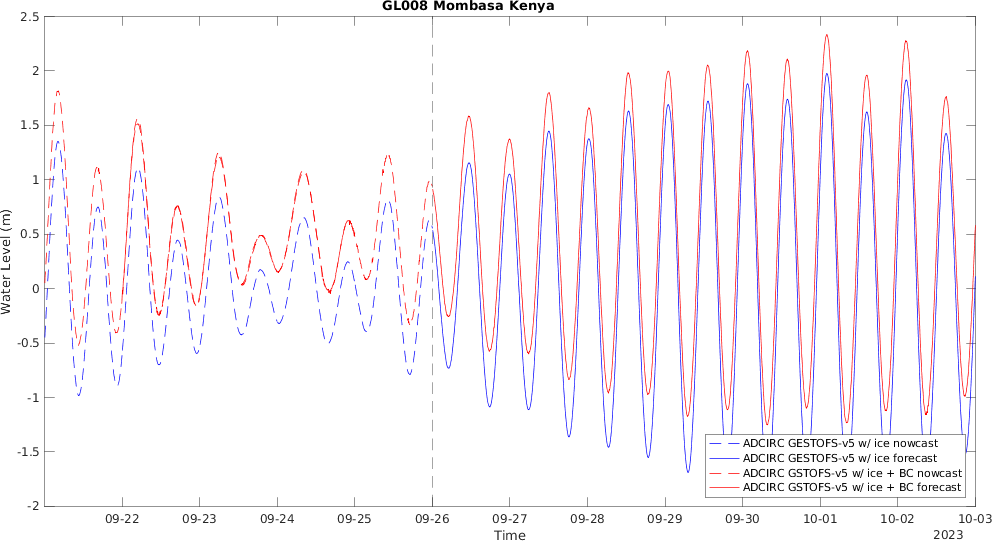 GL008 Mombasa Kenya
2.5
2
1.5
1
0.5
0
-0.5
-1
-1.5
-2
Water Level (m)
ADCIRC GESTOFS-v5 w/ ice nowcast
ADCIRC GESTOFS-v5 w/ ice forecast
ADCIRC GSTOFS-v5 w/ ice + BC nowcast
ADCIRC GSTOFS-v5 w/ ice + BC forecast
09-22 09-23 09-24 09-25 09-26 09-27 09-28 09-29 09-30 10-01 10-02 10-03
Time
2023